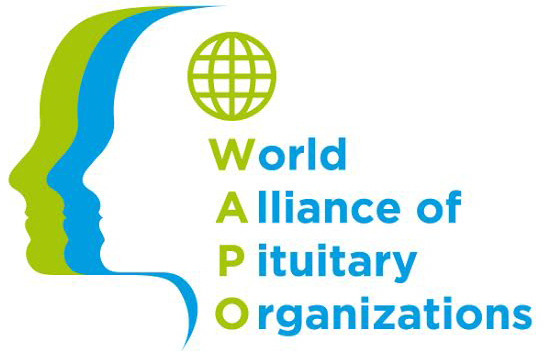 World
Alliance of
Pituitary
Organizations